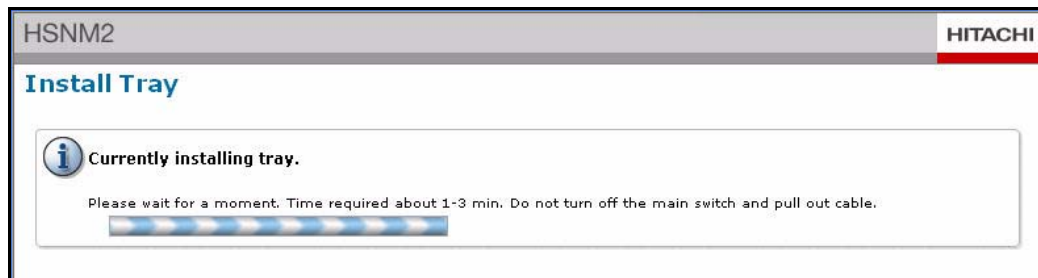 HSNM2
HITACHI
Install Tray
Currently installing tray.
Please wait for a moment. Time required about 1-3 min. Do not turn off the main switch and pull out cable.